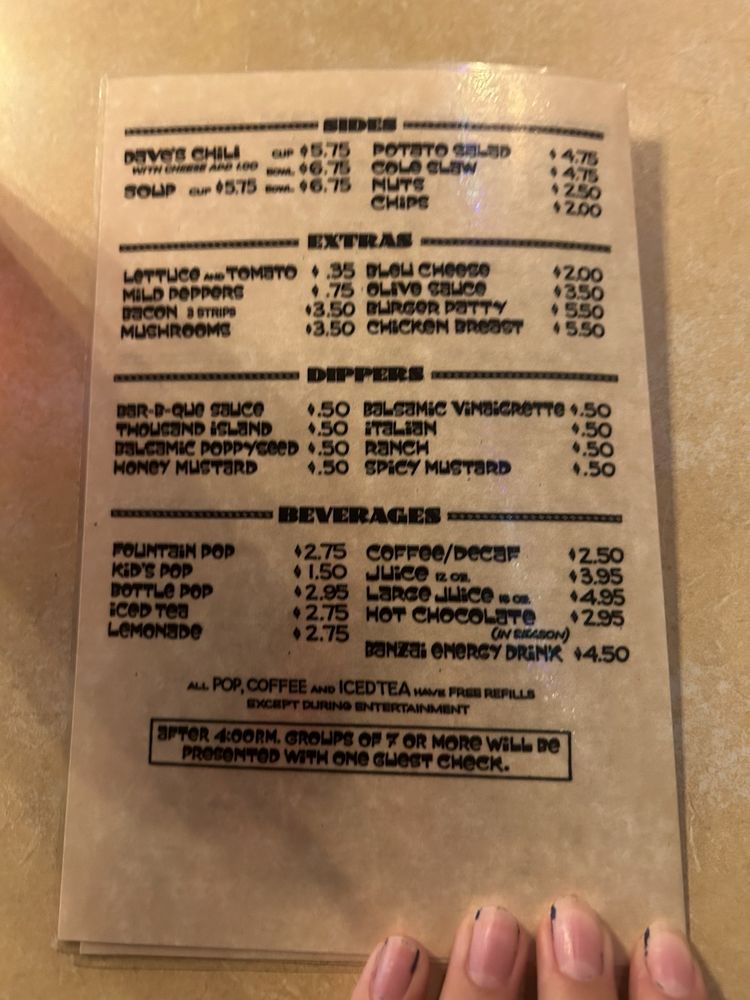 SIDES
DAVE'S CHILI CUP $5.75
WITH CHEESE ADD 1.00 BOWL $6.75
SOUP CUP $5.75 BOWL $6.75
POTATO SALAD $4.75
COLE SLAW $4.75
NUTS $2.50
CHIPS $2.00
EXTRAS
LETTUCE AND TOMATO $.35
MILD PEPPERS $.75
BACON 3 STRIPS $3.50
MUSHROOMS $3.50
BLEU CHEESE $2.00
OLIVE SAUCE $3.50
BURGER PATTY $5.50
CHICKEN BREAST $5.50
DIPPERS
BAR-B-QUE SAUCE $.50
THOUSAND ISLAND $.50
BALSAMIC POPPYSEED $.50
HONEY MUSTARD $.50
BALSAMIC VINAIGRETTE $.50
ITALIAN $.50
RANCH $.50
SPICY MUSTARD $.50
BEVERAGES
FOUNTAIN POP $2.75
KID'S POP $1.50
BOTTLE POP $2.95
ICED TEA $2.75
LEMONADE $2.75
COFFEE/DECAF $2.50
JUICE 12 OZ. $3.95
LARGE JUICE 16 OZ. $4.95
HOT CHOCOLATE $2.95
(IN SEASON)
BANZAI ENERGY DRINK $4.50
ALL POP, COFFEE AND ICED TEA HAVE FREE REFILLS
EXCEPT DURING ENTERTAINMENT
AFTER 4:00PM. GROUPS OF 7 OR MORE WILL BE
PRESENTED WITH ONE GUEST CHECK.